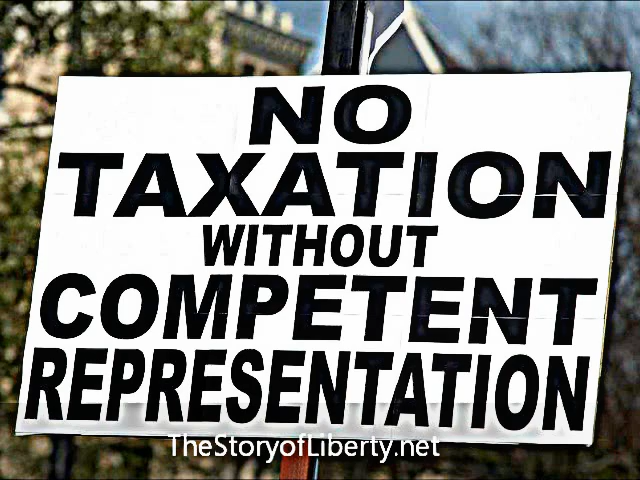 NO
TAXATION
WITHOUT
COMPETENT
REPRESENTATION
TheStoryofLiberty.net